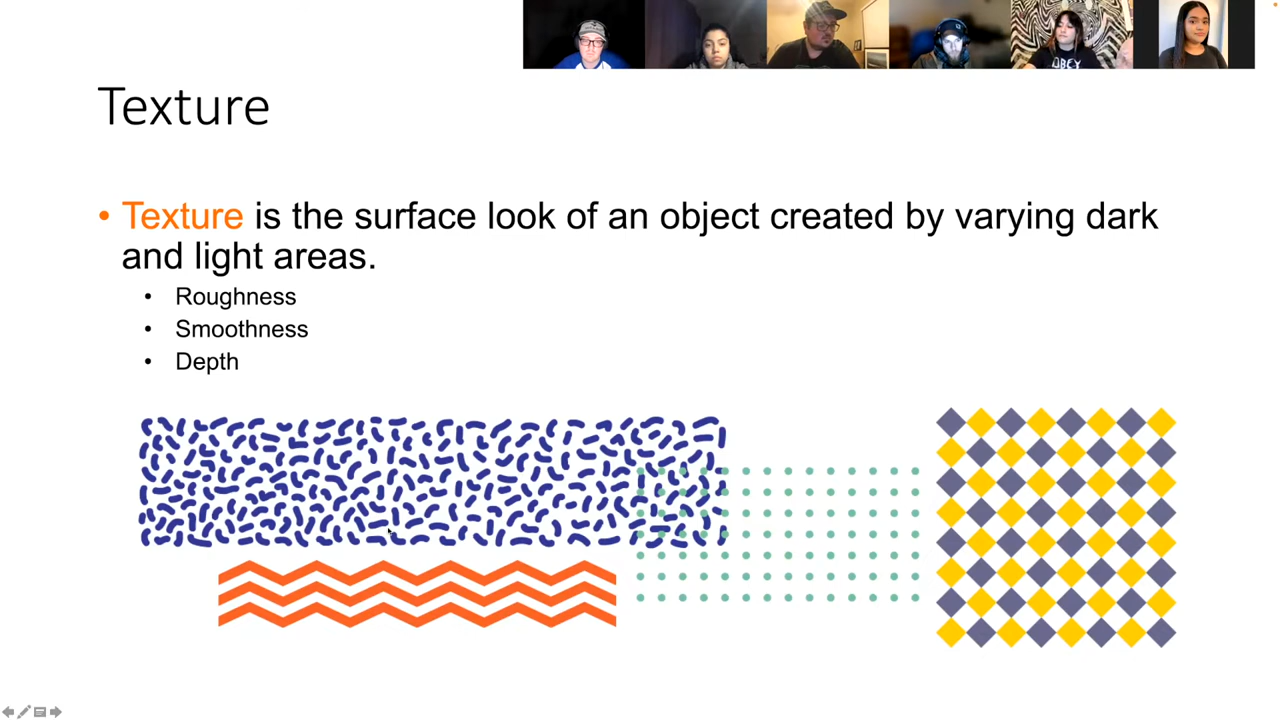 OBEY
Texture
• Texture is the surface look of an object created by varying dark
and light areas.
• Roughness
• Smoothness
• Depth